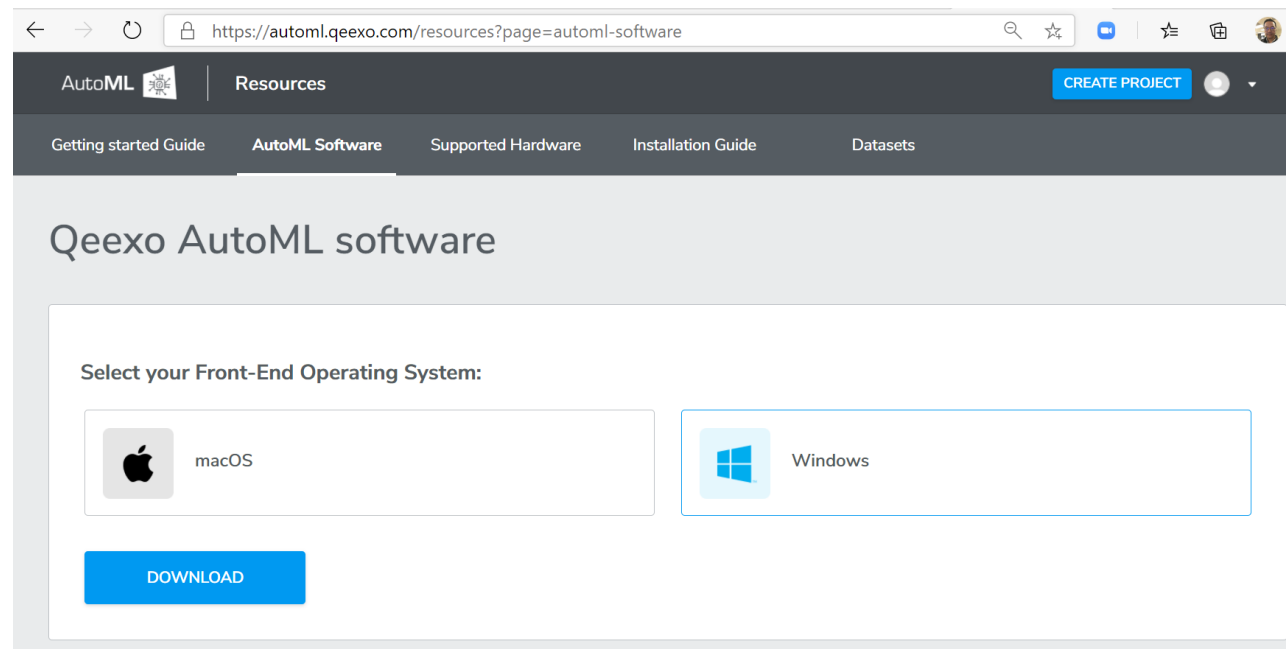 https://automl.qeexo.com/resources?page=automl-software
AutoML Resources CREATE PROJECT
Getting started Guide AutoML Software Supported Hardware Installation Guide Datasets
Qeexo AutoML software
Select your Front-End Operating System:
macOS Windows
DOWNLOAD